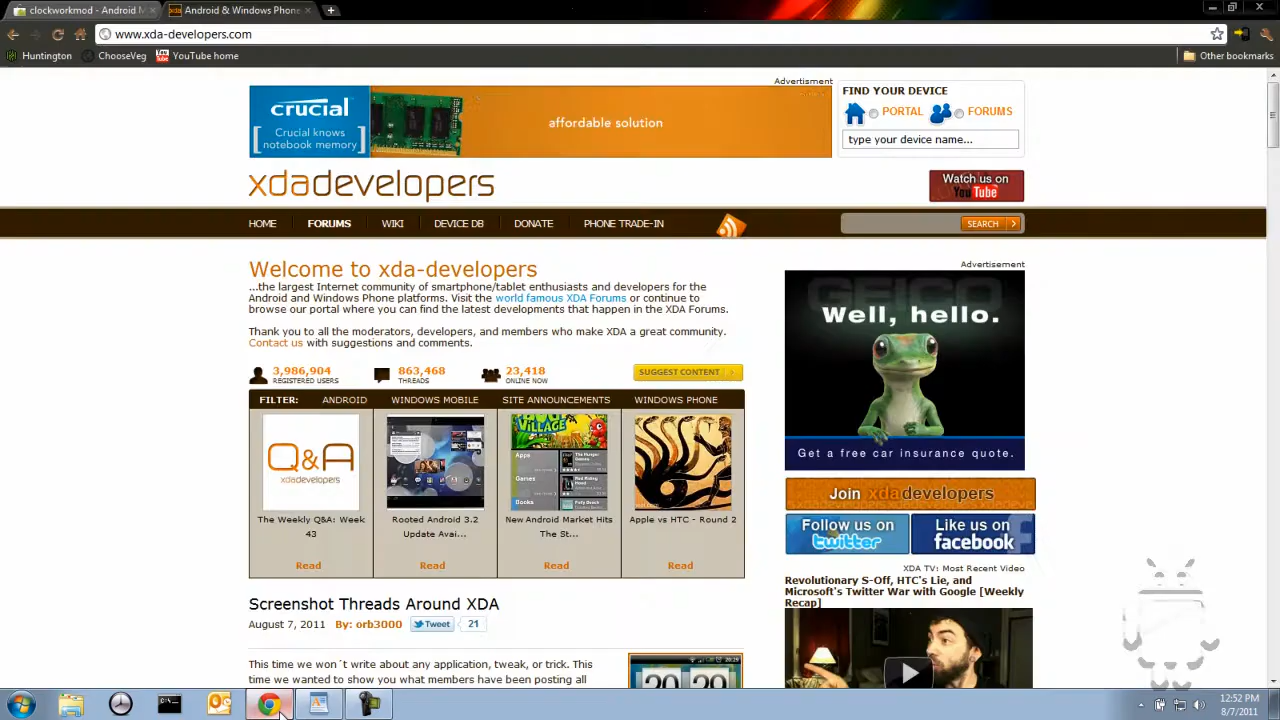 clockworkmod - Android M
Android & Windows Phone
www.xda-developers.com
Huntington
ChooseVeg
YouTube home
Other bookmarks
Advertisment
crucial
Crucial knows
notebook memory
affordable solution
FIND YOUR DEVICE
PORTAL
FORUMS
type your device name...
xdadevelopers
Watch us on
YouTube
HOME
FORUMS
WIKI
DEVICE DB
DONATE
PHONE TRADE-IN
SEARCH
Welcome to xda-developers
...the largest Internet community of smartphone/tablet enthusiasts and developers for the
Android and Windows Phone platforms. Visit the world famous XDA Forums or continue to
browse our portal where you can find the latest developments that happen in the XDA Forums.
Thank you to all the moderators, developers, and members who make XDA a great community.
Contact us with suggestions and comments.
3,986,904
REGISTERED USERS
863,468
THREADS
23,418
ONLINE NOW
SUGGEST CONTENT
FILTER:
ANDROID
WINDOWS MOBILE
SITE ANNOUNCEMENTS
WINDOWS PHONE
Q&A
xdadevelopers
Apps
Games
Books
The Weekly Q&A: Week
43
Read
Rooted Android 3.2
Update Avai...
Read
New Android Market Hits
The St...
Read
Apple vs HTC - Round 2
Read
Advertisement
GEICO
Well, hello.
Get a free car insurance quote.
Join xdadevelopers
Follow us on
twitter
Like us on
facebook
XDA TV: Most Recent Video
Revolutionary S-Off, HTC's Lie, and
Microsoft's Twitter War with Google [Weekly
Recap]
Screenshot Threads Around XDA
August 7, 2011 By: orb3000
Tweet
21
This time we won´t write about any application, tweak, or trick. This
time we wanted to show you what members have been posting all
12:52 PM
8/7/2011